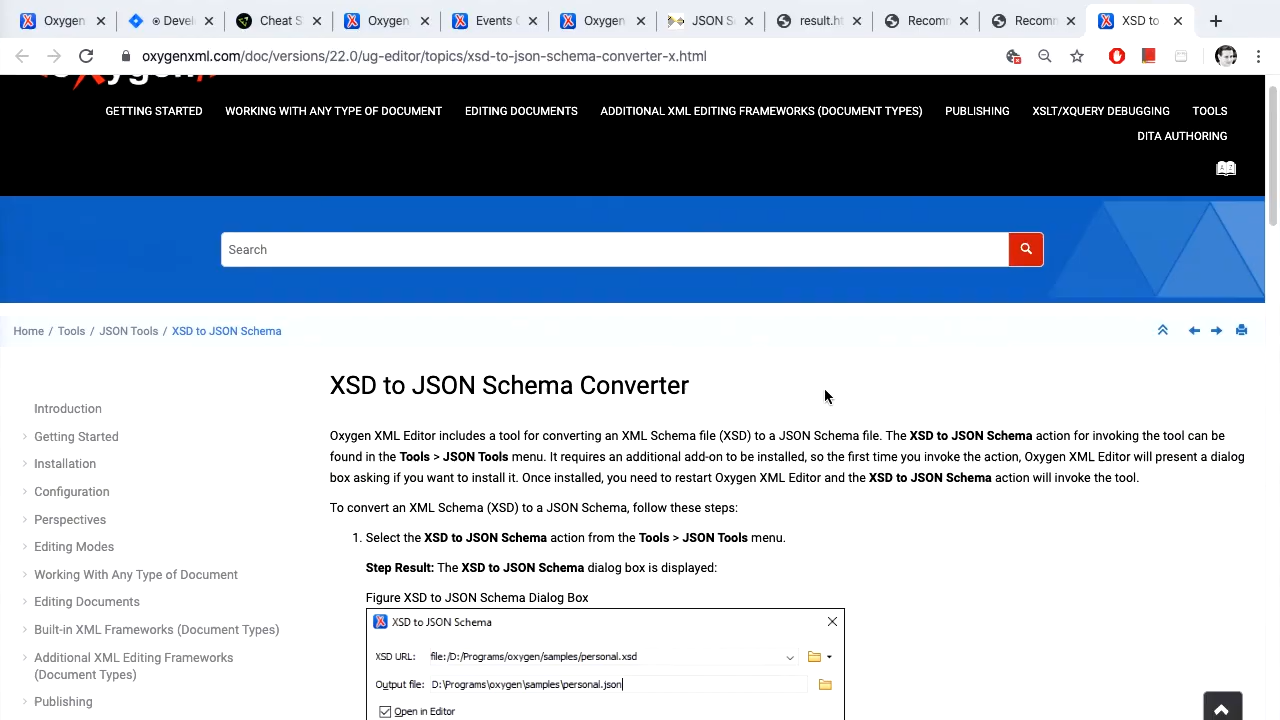 Oxygen
Devel
Cheat S
Oxygen
Events
Oxygen
JSON S
result.ht
Recomm
Recomm
XSD to
oxygenxml.com/doc/versions/22.0/ug-editor/topics/xsd-to-json-schema-converter-x.html
oxygen
GETTING STARTED
WORKING WITH ANY TYPE OF DOCUMENT
EDITING DOCUMENTS
ADDITIONAL XML EDITING FRAMEWORKS (DOCUMENT TYPES)
PUBLISHING
XSLT/XQUERY DEBUGGING
TOOLS
DITA AUTHORING
Search
Home / Tools / JSON Tools / XSD to JSON Schema
Introduction
Getting Started
Installation
Configuration
Perspectives
Editing Modes
Working With Any Type of Document
Editing Documents
Built-in XML Frameworks (Document Types)
Additional XML Editing Frameworks
(Document Types)
Publishing
XSD to JSON Schema Converter
Oxygen XML Editor includes a tool for converting an XML Schema file (XSD) to a JSON Schema file. The XSD to JSON Schema action for invoking the tool can be
found in the Tools > JSON Tools menu. It requires an additional add-on to be installed, so the first time you invoke the action, Oxygen XML Editor will present a dialog
box asking if you want to install it. Once installed, you need to restart Oxygen XML Editor and the XSD to JSON Schema action will invoke the tool.
To convert an XML Schema (XSD) to a JSON Schema, follow these steps:
1. Select the XSD to JSON Schema action from the Tools > JSON Tools menu.
Step Result: The XSD to JSON Schema dialog box is displayed:
Figure XSD to JSON Schema Dialog Box
XSD to JSON Schema
XSD URL: file:/D:/Programs/oxygen/samples/personal.xsd
Output file: D:\Programs\oxygen\samples\personal.json
Open in Editor